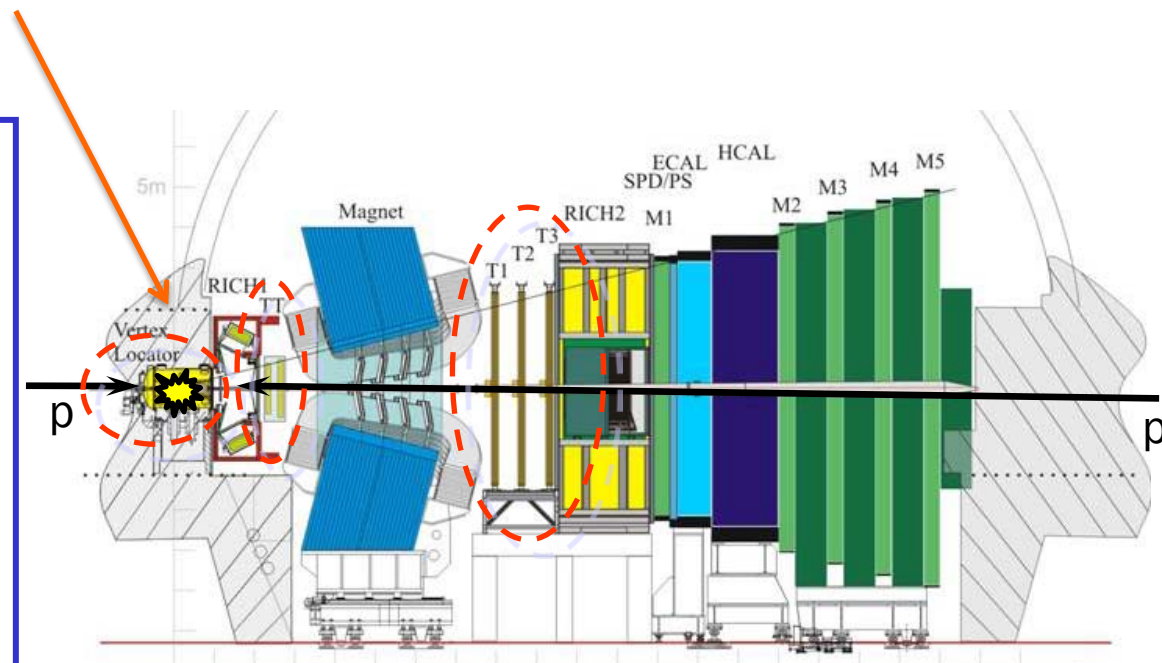 5m
Magnet
RICH1
TT
Vertex
Locator
T1
T2
T3
RICH2
SPD/PS
ECAL
HCAL
M1
M2
M3
M4
M5
p
p